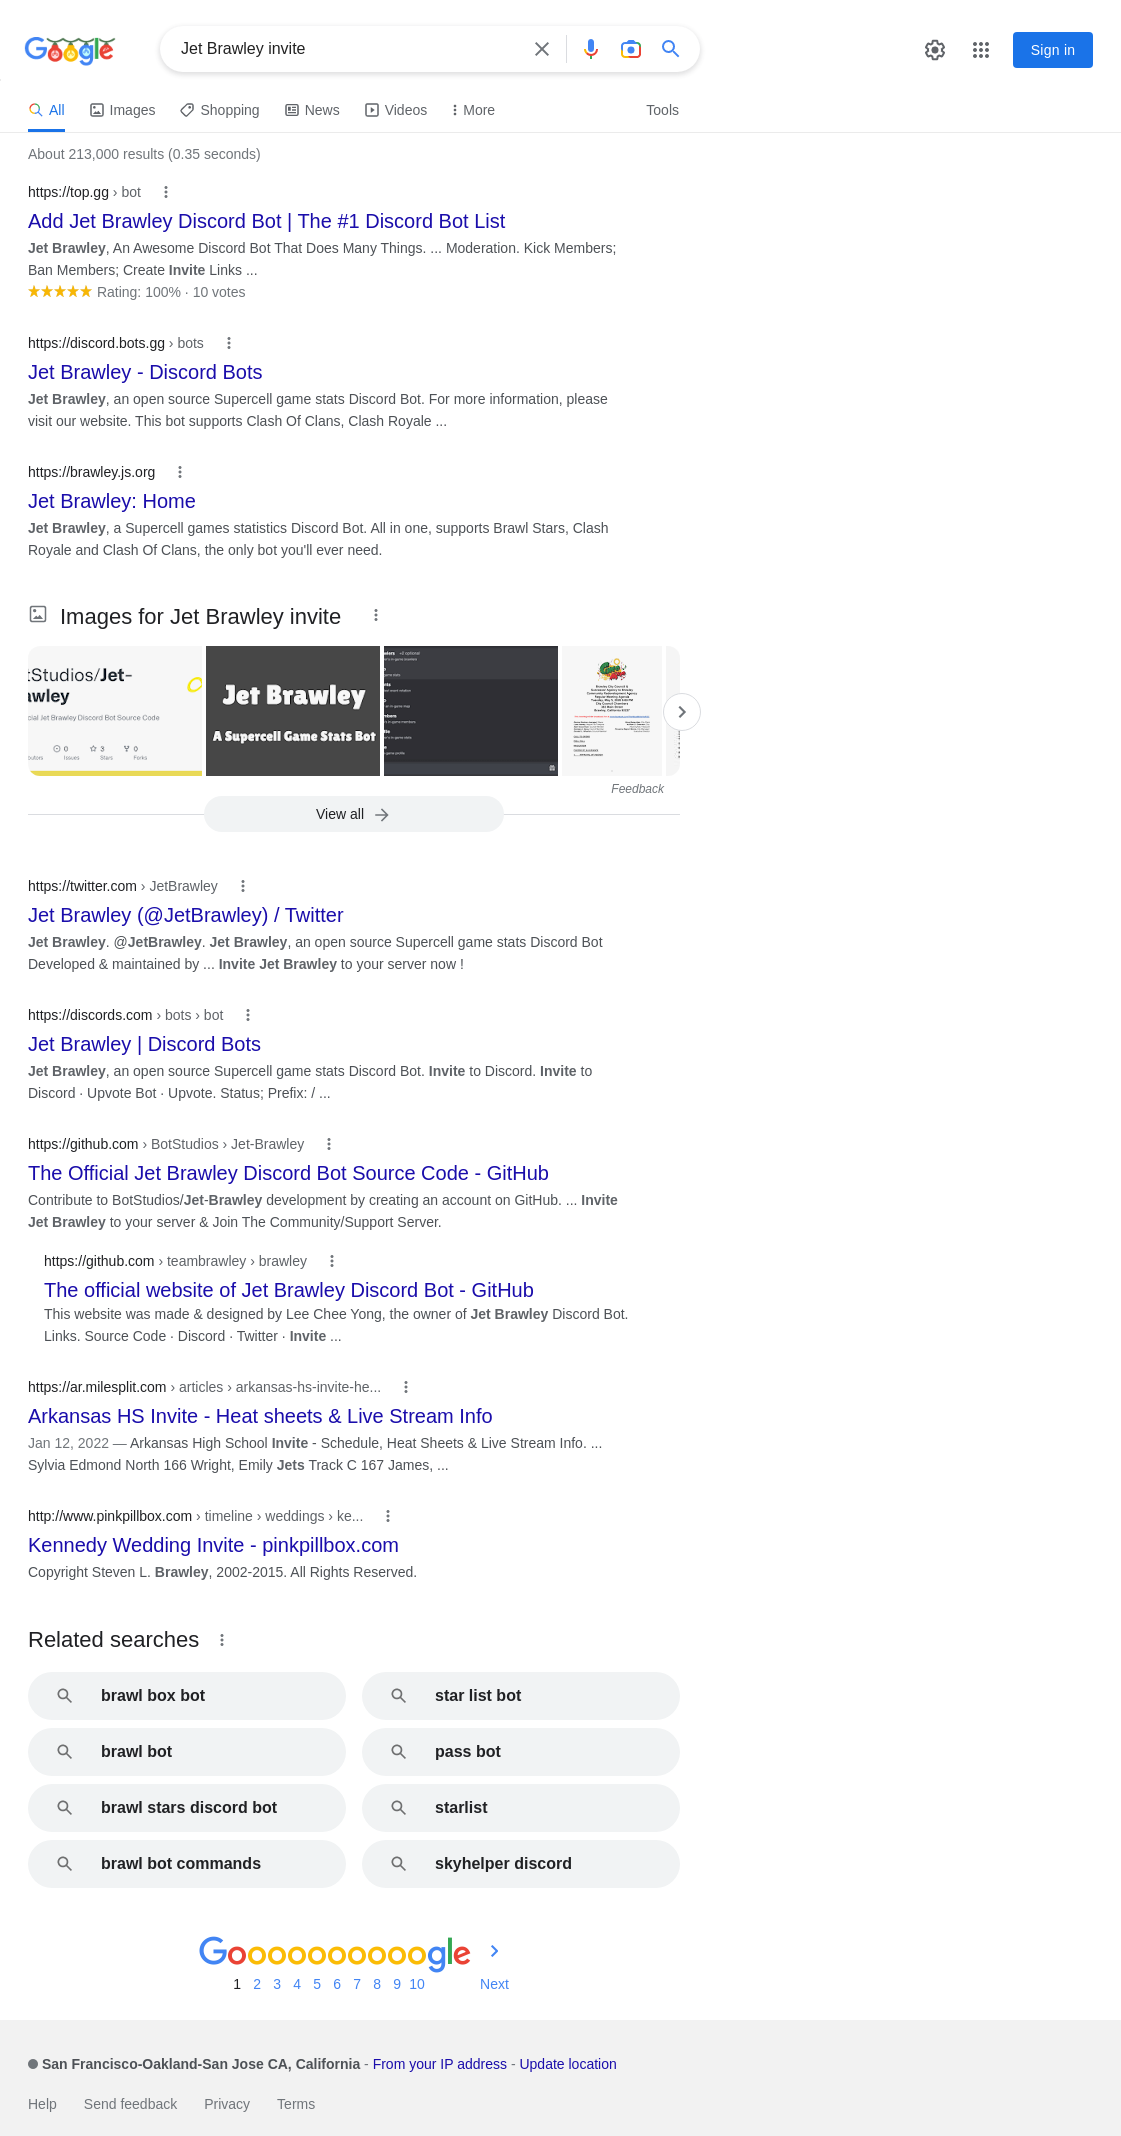 Google
Jet Brawley invite
Sign in
All
Images
Shopping
News
Videos
More
Tools
About 213,000 results (0.35 seconds)
https://top.gg › bot
Add Jet Brawley Discord Bot | The #1 Discord Bot List
Jet Brawley, An Awesome Discord Bot That Does Many Things. ... Moderation. Kick Members;
Ban Members; Create Invite Links ...
Rating: 100% · 10 votes
https://discord.bots.gg › bots
Jet Brawley - Discord Bots
Jet Brawley, an open source Supercell game stats Discord Bot. For more information, please
visit our website. This bot supports Clash Of Clans, Clash Royale ...
https://brawley.js.org
Jet Brawley: Home
Jet Brawley, a Supercell games statistics Discord Bot. All in one, supports Brawl Stars, Clash
Royale and Clash Of Clans, the only bot you'll ever need.
Images for Jet Brawley invite
tStudios/Jet-
awley
cial Jet Brawley Discord Bot Source Code
0
3
0
Issues
Stars
Forks
Jet Brawley
A Supercell Game Stats Bot
Feedback
View all
https://twitter.com › JetBrawley
Jet Brawley (@JetBrawley) / Twitter
Jet Brawley. @JetBrawley. Jet Brawley, an open source Supercell game stats Discord Bot
Developed & maintained by ... Invite Jet Brawley to your server now !
https://discords.com › bots › bot
Jet Brawley | Discord Bots
Jet Brawley, an open source Supercell game stats Discord Bot. Invite to Discord. Invite to
Discord · Upvote Bot · Upvote. Status; Prefix: / ...
https://github.com › BotStudios › Jet-Brawley
The Official Jet Brawley Discord Bot Source Code - GitHub
Contribute to BotStudios/Jet-Brawley development by creating an account on GitHub. ... Invite
Jet Brawley to your server & Join The Community/Support Server.
https://github.com › teambrawley › brawley
The official website of Jet Brawley Discord Bot - GitHub
This website was made & designed by Lee Chee Yong, the owner of Jet Brawley Discord Bot.
Links. Source Code · Discord · Twitter · Invite ...
https://ar.milesplit.com › articles › arkansas-hs-invite-he...
Arkansas HS Invite - Heat sheets & Live Stream Info
Jan 12, 2022 — Arkansas High School Invite - Schedule, Heat Sheets & Live Stream Info. ...
Sylvia Edmond North 166 Wright, Emily Jets Track C 167 James, ...
http://www.pinkpillbox.com › timeline › weddings › ke...
Kennedy Wedding Invite - pinkpillbox.com
Copyright Steven L. Brawley, 2002-2015. All Rights Reserved.
Related searches
brawl box bot
star list bot
brawl bot
pass bot
brawl stars discord bot
starlist
brawl bot commands
skyhelper discord
Goooooooooogle
1 2 3 4 5 6 7 8 9 10 Next
San Francisco-Oakland-San Jose CA, California - From your IP address - Update location
Help
Send feedback
Privacy
Terms